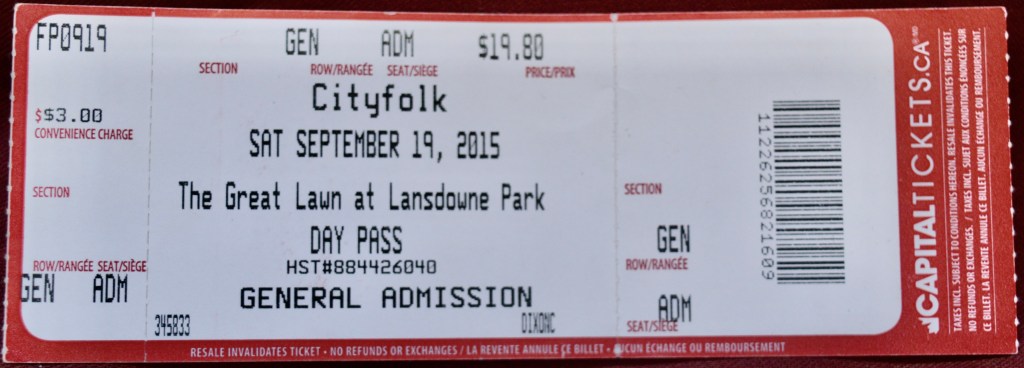 FP0919
$$3.00
CONVENIENCE CHARGE
SECTION
ROW/RANGÉE SEAT/SIÈGE
GEN ADM
GEN ADM $19.80
SECTION ROW/RANGÉE SEAT/SIEGE PRICE/PRIX
Cityfolk
SAT SEPTEMBER 19, 2015
The Great Lawn at Lansdowne Park
DAY PASS
HST#884426040
GENERAL ADMISSION
345833 DIXONC
SECTION
GEN
ROW/RANGÉE
ADM
SEAT/SIEGE
11226256821609
CAPITALTICKETS.CA
TAXES INCL. SUBJECT TO CONDITIONS HEREON. RESALE INVALIDATES THIS TICKET.
NO REFUNDS OR EXCHANGES. / TAXES INCL. SUJET AUX CONDITIONS ÉNONCÉES SUR
CE BILLET. LA REVENTE ANNULE CE BILLET. AUCUN ÉCHANGE OU REMBOURSEMENT.
RESALE INVALIDATES TICKET • NO REFUNDS OR EXCHANGES / LA REVENTE ANNULE ÇE BILLET • AUCUN ÉCHANGE OU REMBOURSEMENT